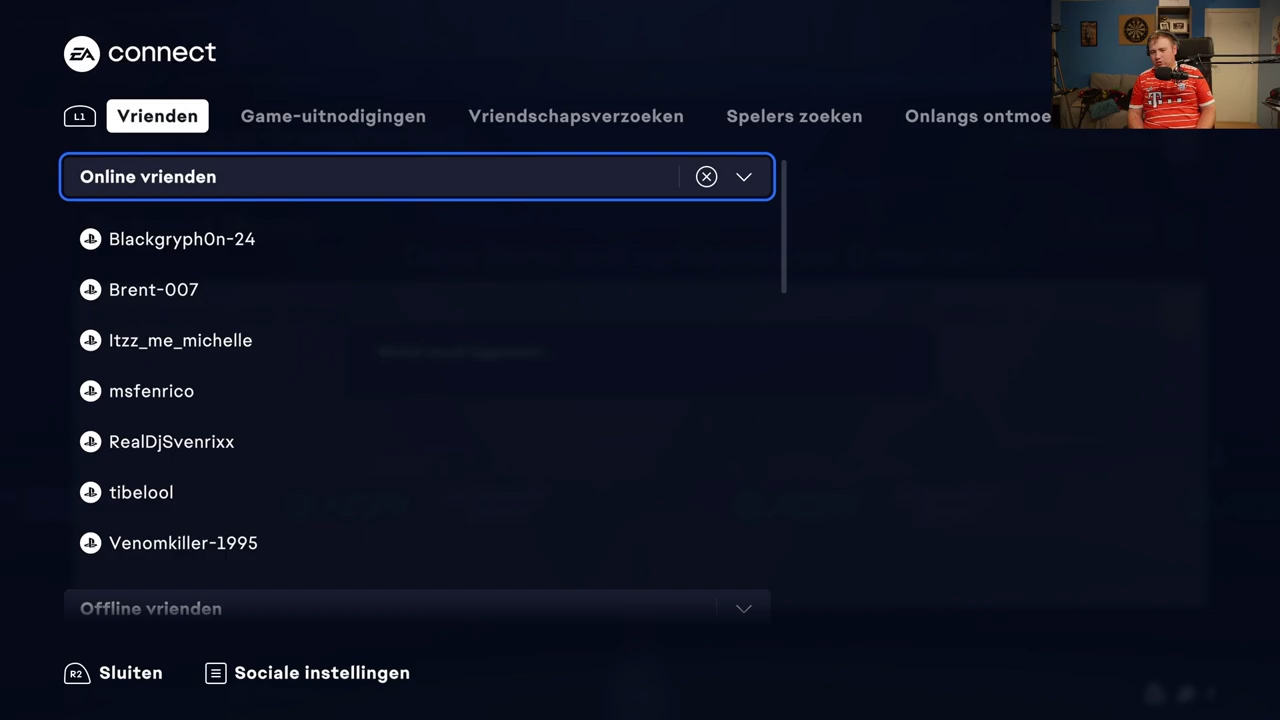 EA connect
L1 Vrienden Game-uitnodigingen Vriendschapsverzoeken Spelers zoeken Onlangs ontmoe
Online vrienden
Blackgryph0n-24
Brent-007
Itzz_me_michelle
msfenrico
RealDjSvenrixx
tibelool
Venomkiller-1995
Offline vrienden
R2 Sluiten Sociale instellingen